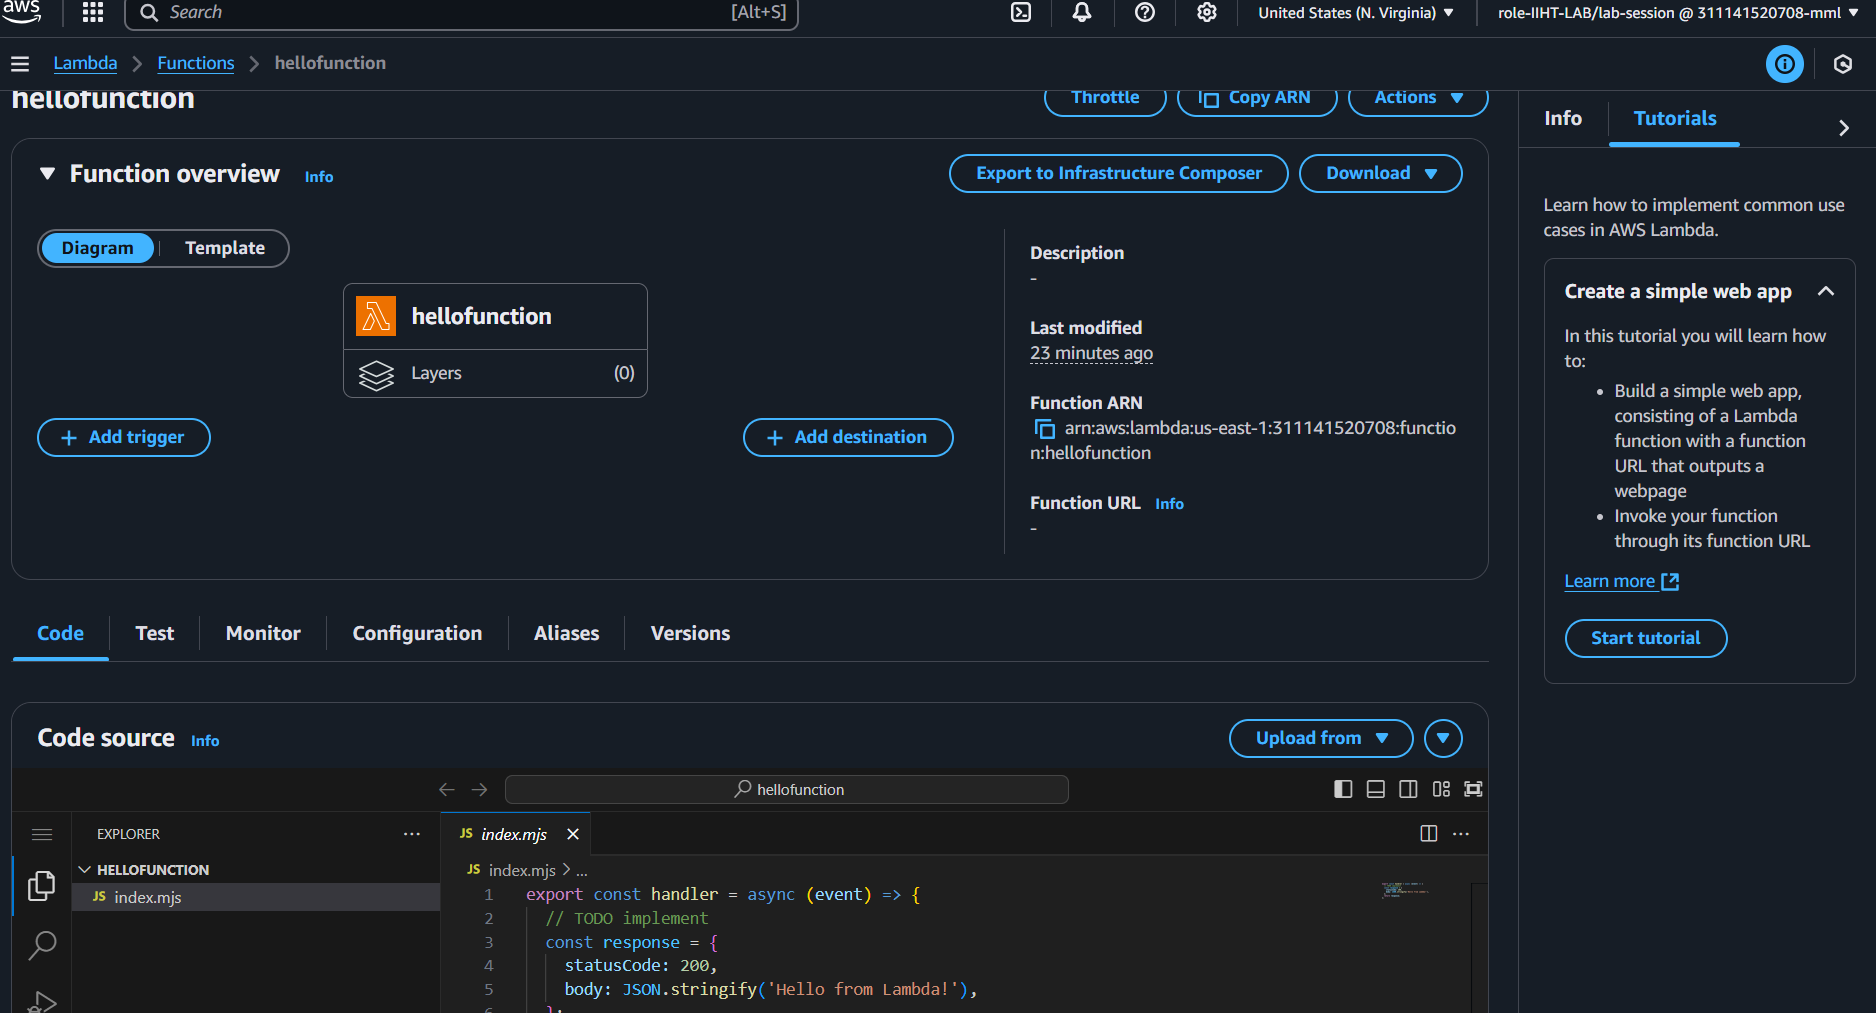 aws
Search
[Alt+S]
United States (N. Virginia)
role-IIHT-LAB/lab-session @ 311141520708-mml
Lambda
Functions
hellofunction
hellofunction
Throttle
Copy ARN
Actions
Function overview
Info
Export to Infrastructure Composer
Download
Diagram
Template
hellofunction
Layers
(0)
+ Add trigger
+ Add destination
Description
-
Last modified
23 minutes ago
Function ARN
arn:aws:lambda:us-east-1:311141520708:functio
n:hellofunction
Function URL Info
-
Code
Test
Monitor
Configuration
Aliases
Versions
Code source Info
Upload from
hellofunction
EXPLORER
HELLOFUNCTION
JS index.mjs
JS index.mjs
JS index.mjs > ...
1 export const handler = async (event) => {
2 // TODO implement
3 const response = {
4 statusCode: 200,
5 body: JSON.stringify('Hello from Lambda!'),
6 };
Info
Tutorials
Learn how to implement common use
cases in AWS Lambda.
Create a simple web app
In this tutorial you will learn how
to:
• Build a simple web app,
consisting of a Lambda
function with a function
URL that outputs a
webpage
• Invoke your function
through its function URL
Learn more
Start tutorial